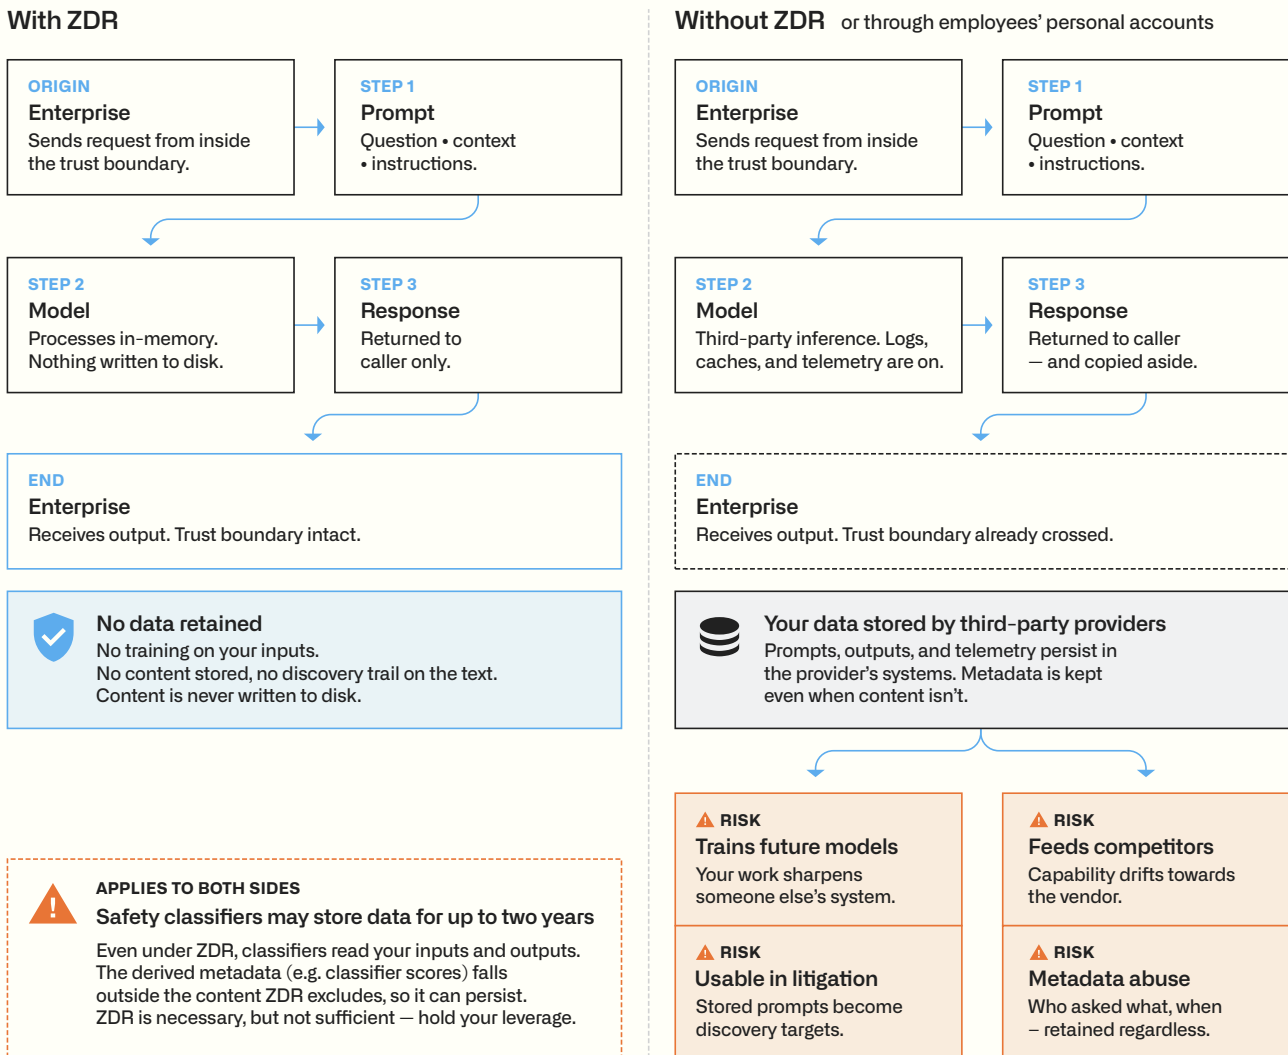 With ZDR
ORIGIN
Enterprise
Sends request from inside
the trust boundary.
STEP 1
Prompt
Question • context
• instructions.
STEP 2
Model
Processes in-memory.
Nothing written to disk.
STEP 3
Response
Returned to
caller only.
END
Enterprise
Receives output. Trust boundary intact.
No data retained
No training on your inputs.
No content stored, no discovery trail on the text.
Content is never written to disk.
APPLIES TO BOTH SIDES
Safety classifiers may store data for up to two years
Even under ZDR, classifiers read your inputs and outputs.
The derived metadata (e.g. classifier scores) falls
outside the content ZDR excludes, so it can persist.
ZDR is necessary, but not sufficient — hold your leverage.
Without ZDR or through employees’ personal accounts
ORIGIN
Enterprise
Sends request from inside
the trust boundary.
STEP 1
Prompt
Question • context
• instructions.
STEP 2
Model
Third-party inference. Logs,
caches, and telemetry are on.
STEP 3
Response
Returned to caller
— and copied aside.
END
Enterprise
Receives output. Trust boundary already crossed.
Your data stored by third-party providers
Prompts, outputs, and telemetry persist in
the provider’s systems. Metadata is kept
even when content isn’t.
RISK
Trains future models
Your work sharpens
someone else’s system.
RISK
Feeds competitors
Capability drifts towards
the vendor.
RISK
Usable in litigation
Stored prompts become
discovery targets.
RISK
Metadata abuse
Who asked what, when
– retained regardless.